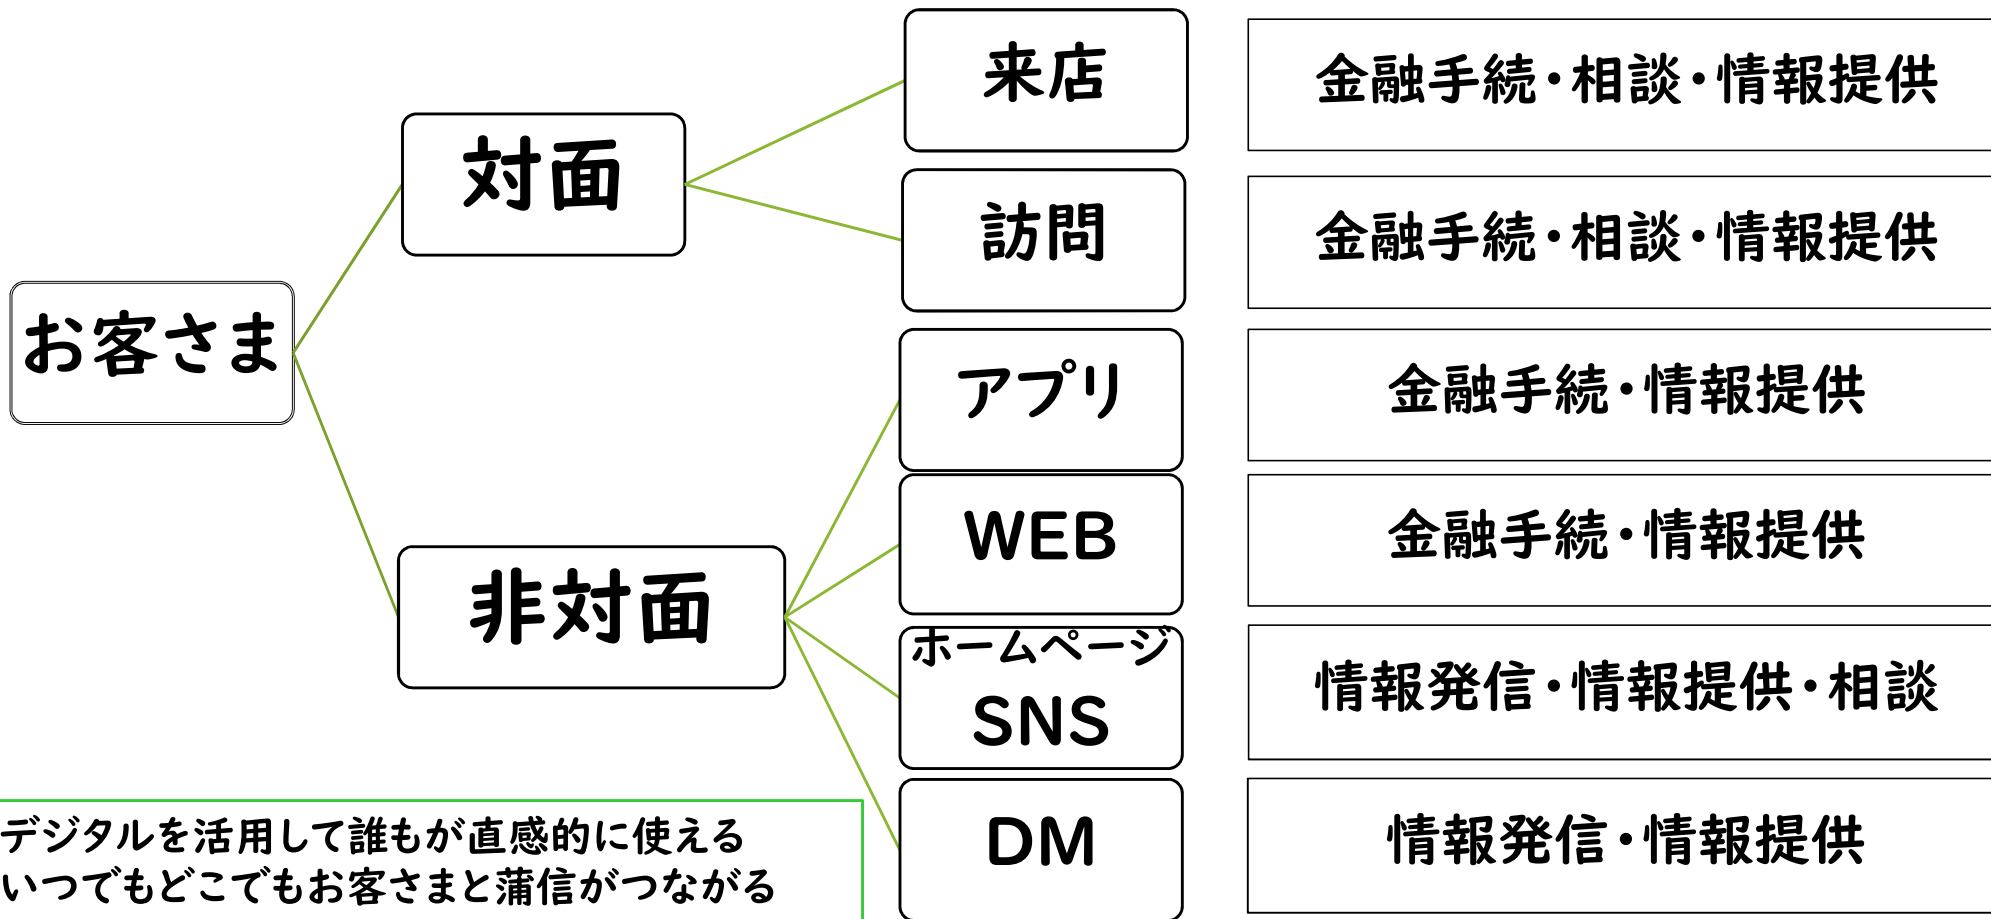 お客さま
対面
来店
金融手続・相談・情報提供
訪問
金融手続・相談・情報提供
非対面
アプリ
金融手続・情報提供
WEB
金融手続・情報提供
ホームページ
SNS
情報発信・情報提供・相談
DM
情報発信・情報提供
デジタルを活用して誰もが直感的に使える
いつでもどこでもお客さまと蒲信がつながる